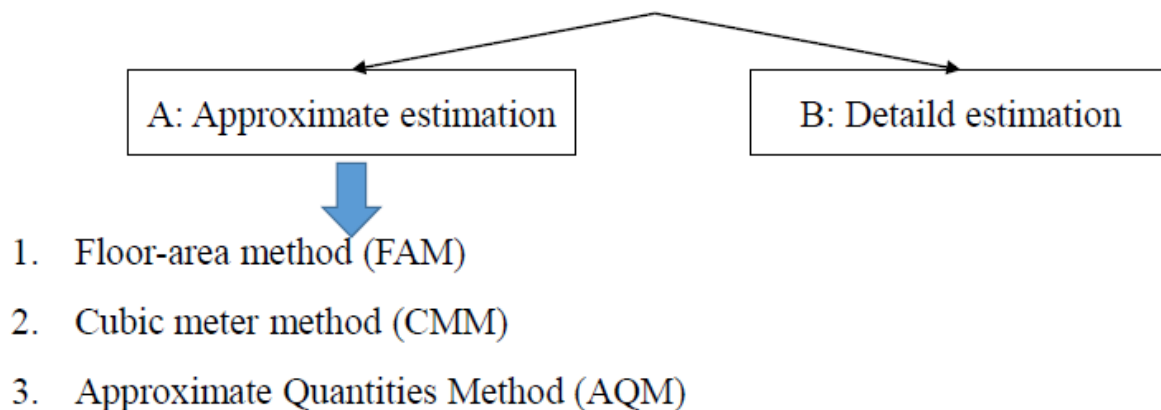 A: Approximate estimation
B: Detaild estimation
1. Floor-area method (FAM)
2. Cubic meter method (CMM)
3. Approximate Quantities Method (AQM)